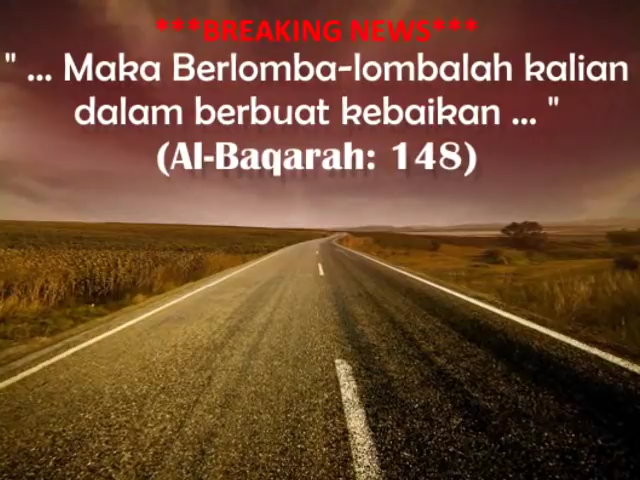 ***BREAKING NEWS***
" ... Maka Berlomba-lombalah kalian
dalam berbuat kebaikan ... "
(Al-Baqarah: 148)